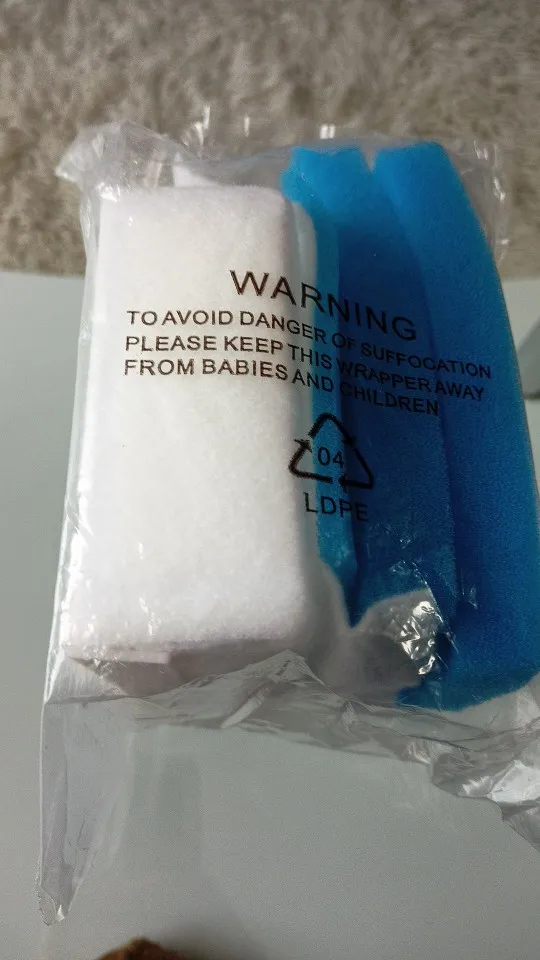 WARNING
TO AVOID DANGER OF SUFFOCATION
PLEASE KEEP THIS WRAPPER AWAY
FROM BABIES AND CHILDREN
04
LDPE